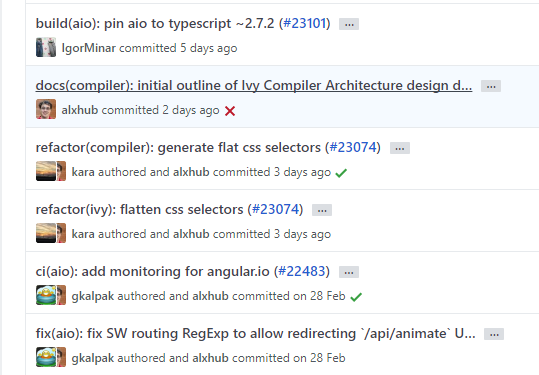 build(aio): pin aio to typescript ~2.7.2 (#23101) ...
IgorMinar committed 5 days ago
docs(compiler): initial outline of Ivy Compiler Architecture design d... ...
alxhub committed 2 days ago
refactor(compiler): generate flat css selectors (#23074) ...
kara authored and alxhub committed 3 days ago
refactor(ivy): flatten css selectors (#23074) ...
kara authored and alxhub committed 3 days ago
ci(aio): add monitoring for angular.io (#22483) ...
gkalpak authored and alxhub committed on 28 Feb
fix(aio): fix SW routing RegExp to allow redirecting `/api/animate` U... ...
gkalpak authored and alxhub committed on 28 Feb